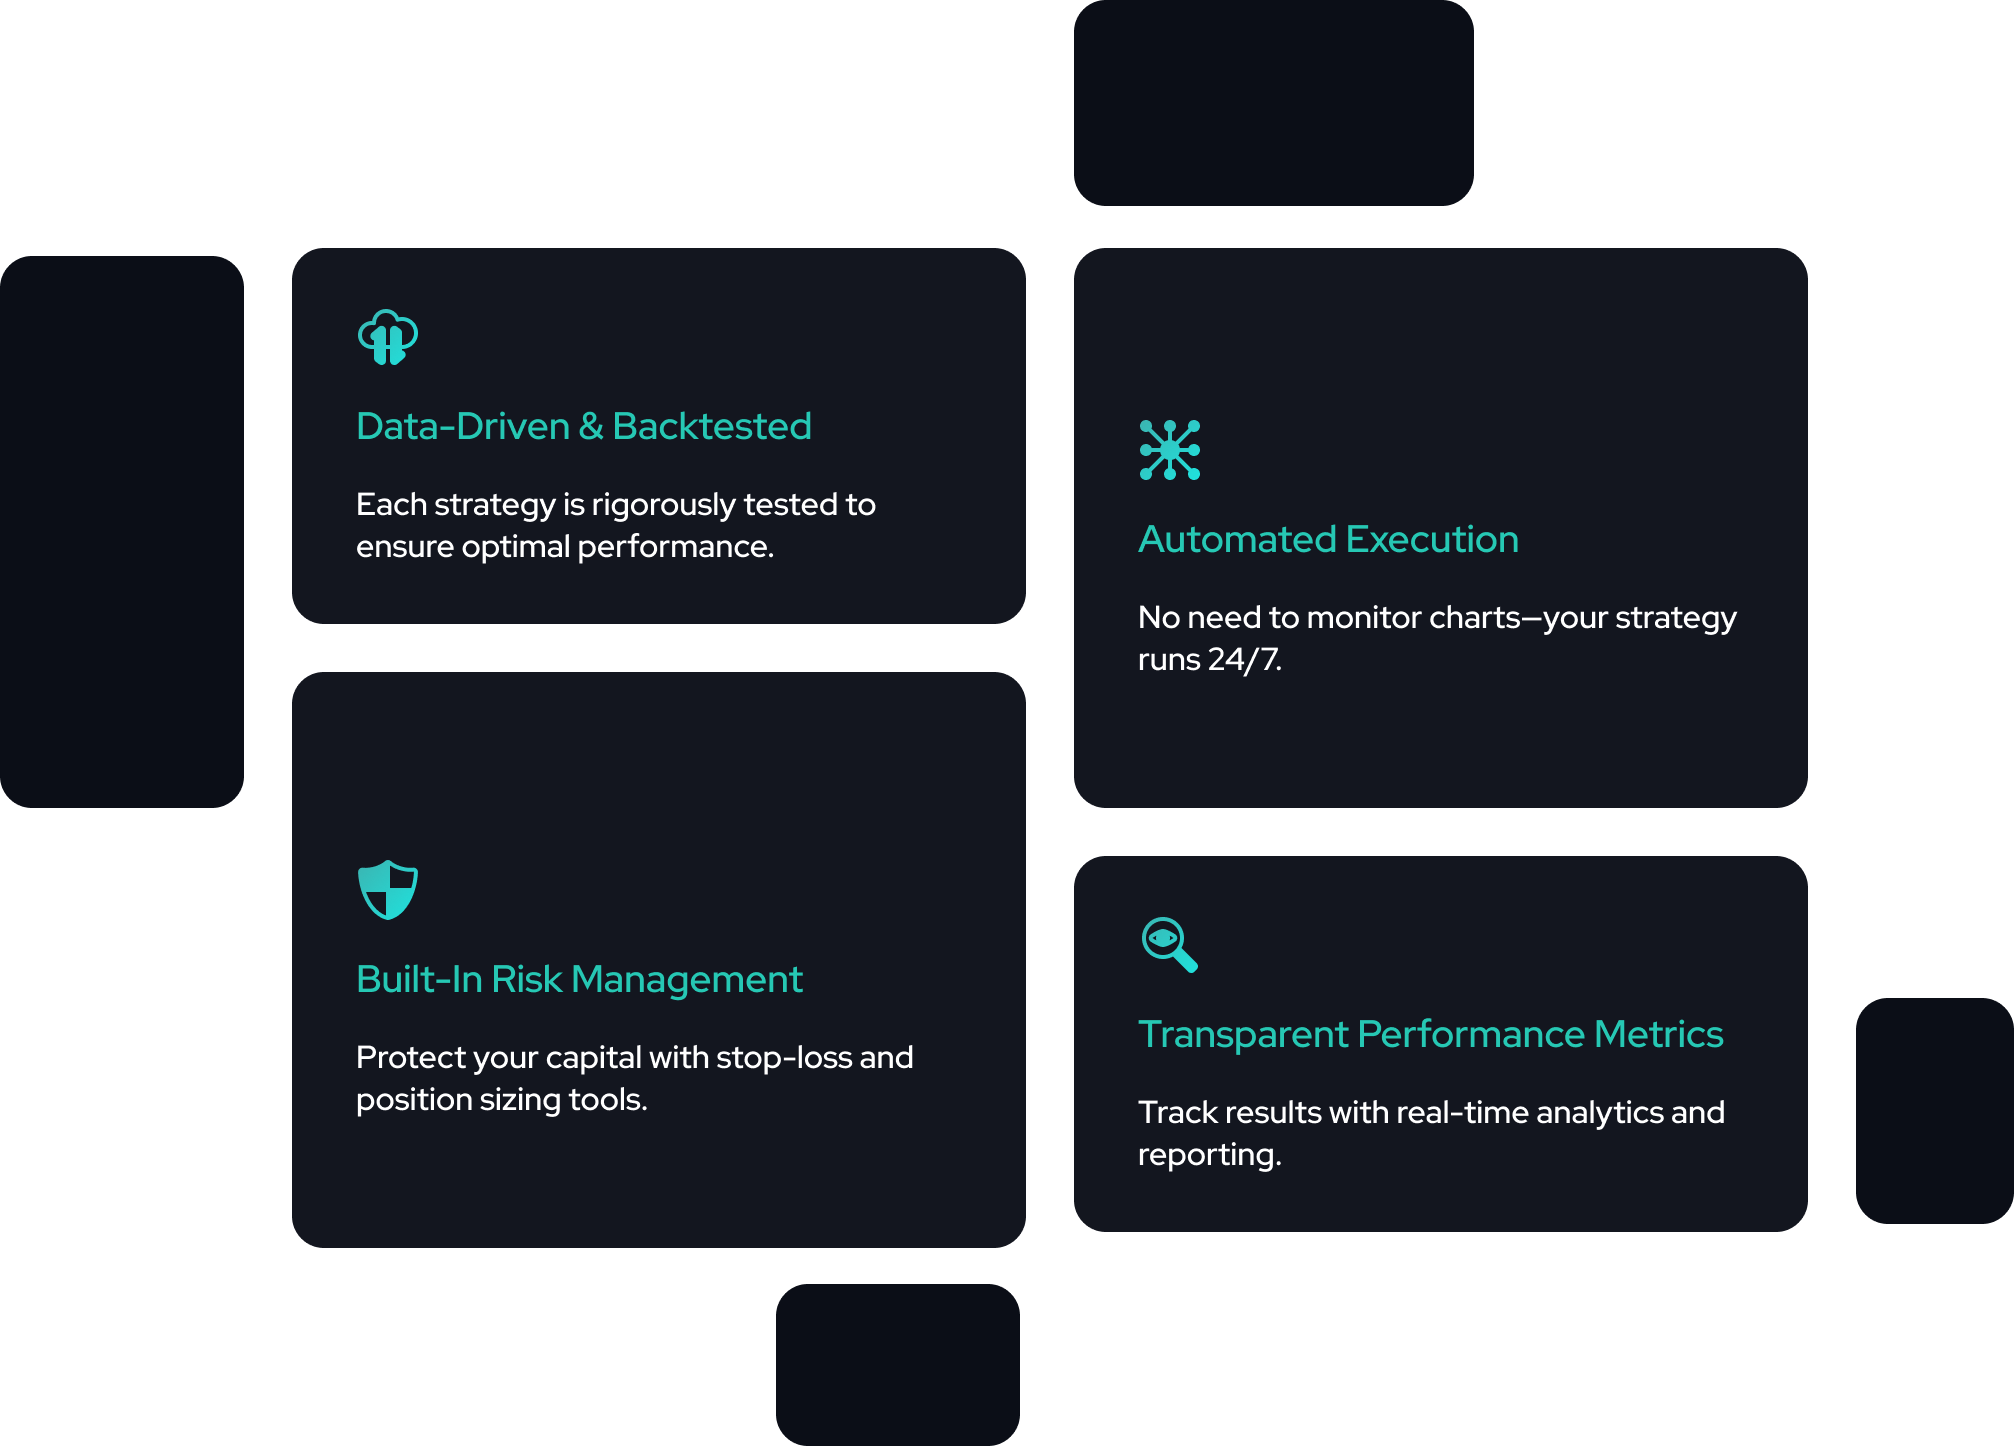 Data-Driven & Backtested
Each strategy is rigorously tested to
ensure optimal performance.
Automated Execution
No need to monitor charts—your strategy
runs 24/7.
Built-In Risk Management
Protect your capital with stop-loss and
position sizing tools.
Transparent Performance Metrics
Track results with real-time analytics and
reporting.